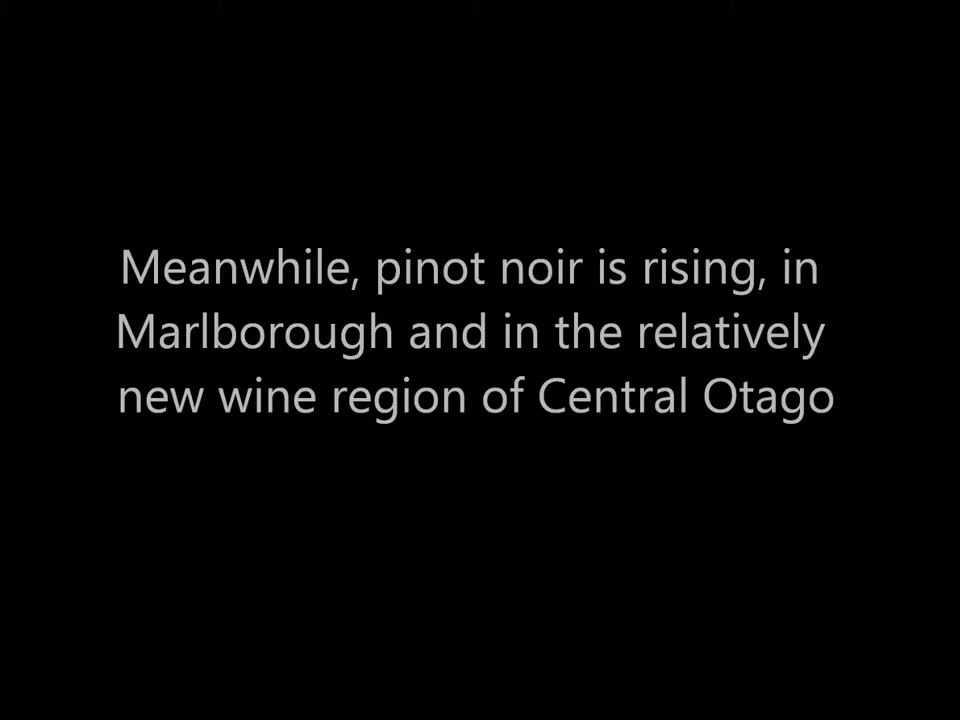 Meanwhile, pinot noir is rising, in
Marlborough and in the relatively
new wine region of Central Otago